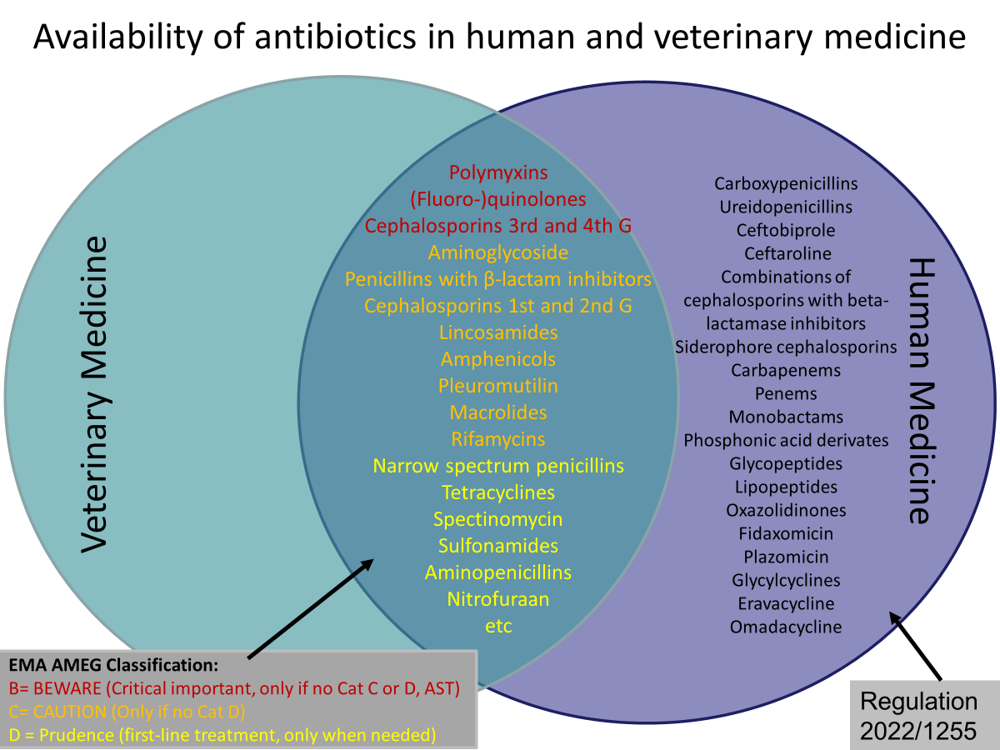 Availability of antibiotics in human and veterinary medicine
Veterinary Medicine
Polymyxins
(Fluoro-)quinolones
Cephalosporins 3rd and 4th G
Aminoglycoside
Penicillins with β-lactam inhibitors
Cephalosporins 1st and 2nd G
Lincosamides
Amphenicols
Pleuromutilin
Macrolides
Rifamycins
Narrow spectrum penicillins
Tetracyclines
Spectinomycin
Sulfonamides
Aminopenicillins
Nitrofuraan
etc
Carboxypenicillins
Ureidopenicillins
Ceftobiprole
Ceftaroline
Combinations of
cephalosporins with beta-
lactamase inhibitors
Siderophore cephalosporins
Carbapenems
Penems
Monobactams
Phosphonic acid derivates
Glycopeptides
Lipopeptides
Oxazolidinones
Fidaxomicin
Plazomicin
Glycylcyclines
Eravacycline
Omadacycline
Human Medicine
EMA AMEG Classification:
B= BEWARE (Critical important, only if no Cat C or D, AST)
C= CAUTION (Only if no Cat D)
D = Prudence (first-line treatment, only when needed)
Regulation
2022/1255